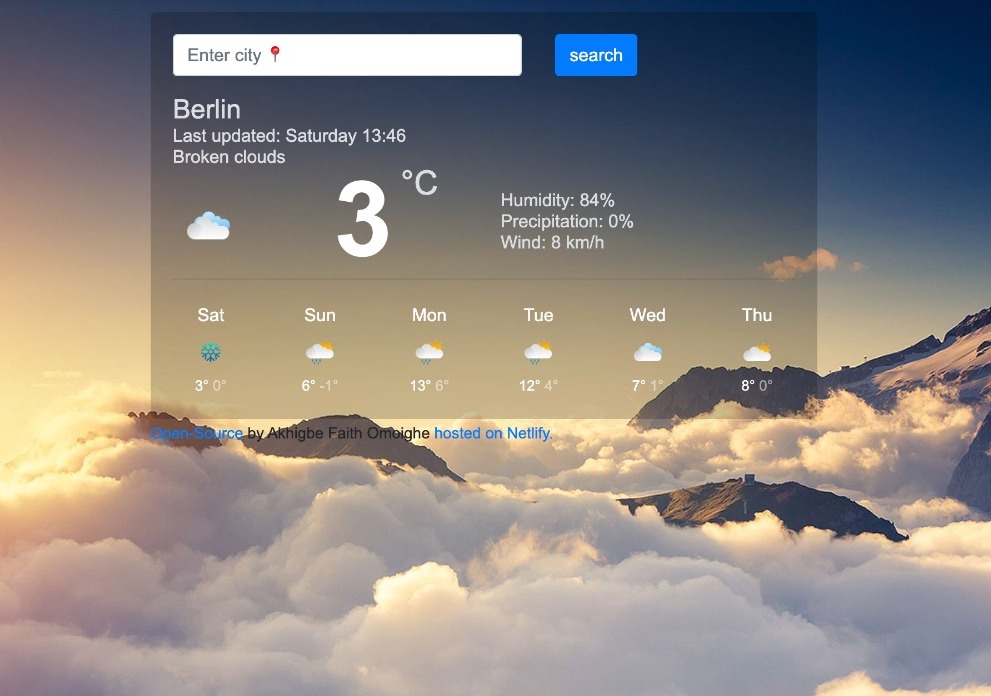 Enter city 📍 search
Berlin
Last updated: Saturday 13:46
Broken clouds
3 °C
Humidity: 84%
Precipitation: 0%
Wind: 8 km/h
Sat Sun Mon Tue Wed Thu
3° 0° 6° -1° 13° 6° 12° 4° 7° 1° 8° 0°
Open-Source by Akhigbe Faith Omoighe hosted on Netlify.